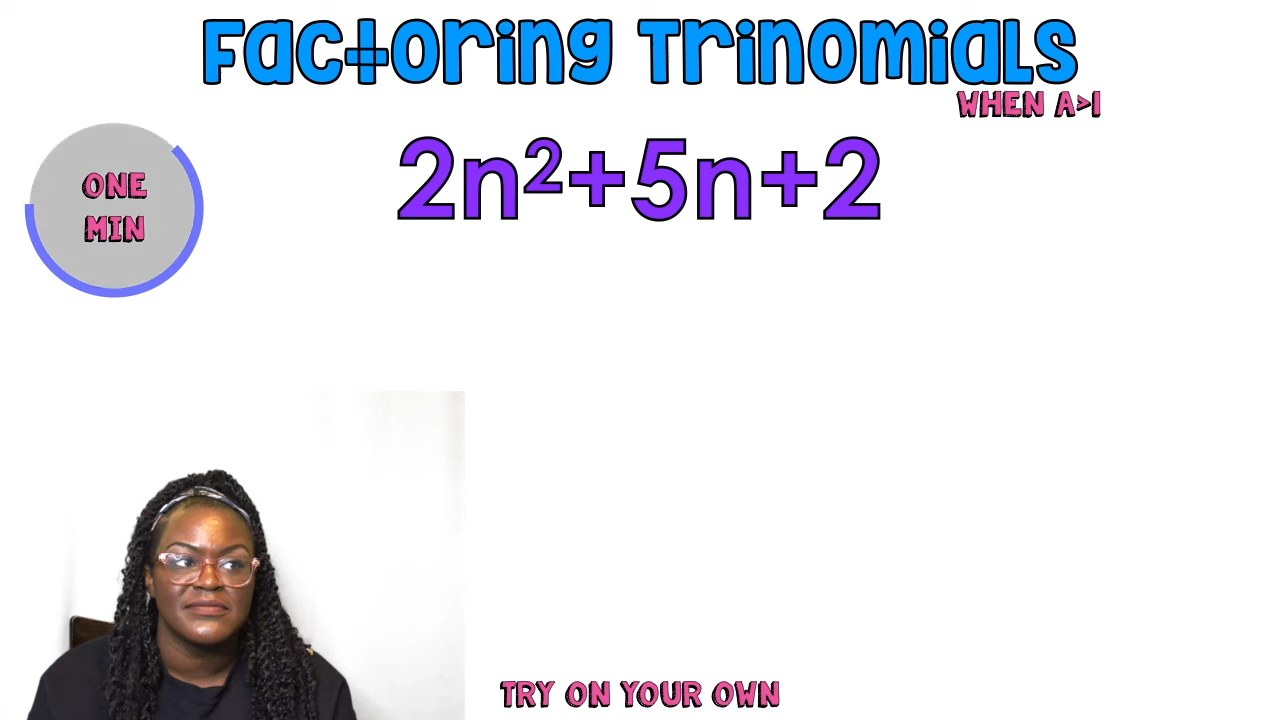 Factoring Trinomials
WHEN A>1
2n²+5n+2
ONE
MIN
TRY ON YOUR OWN